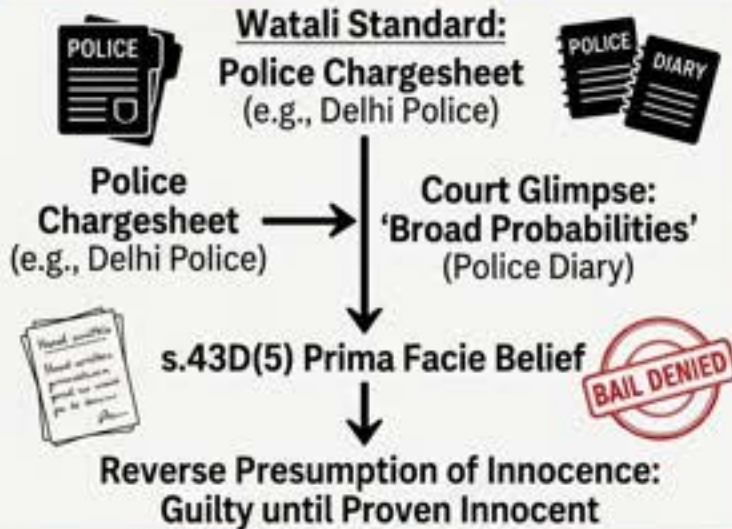 Watali Standard:
POLICE
Police Chargesheet
(e.g., Delhi Police)
POLICE
DIARY
Police
Chargesheet
(e.g., Delhi Police)
Court Glimpse:
‘Broad Probabilities’
(Police Diary)
s.43D(5) Prima Facie Belief
BAIL DENIED
Reverse Presumption of Innocence:
Guilty until Proven Innocent